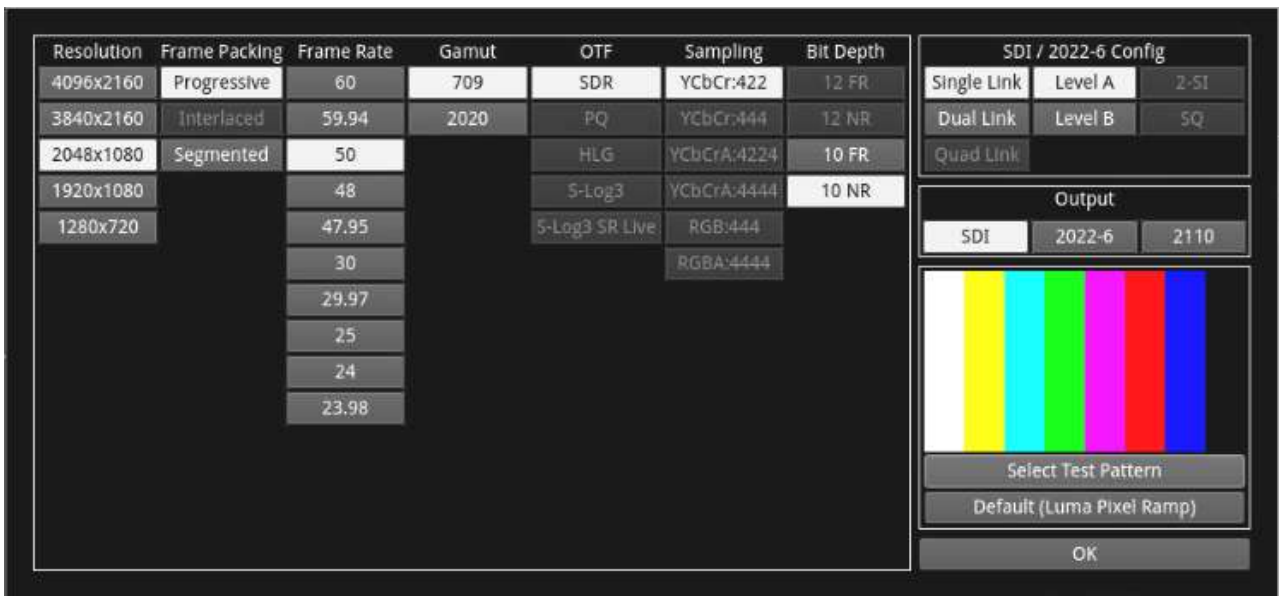 Resolution Frame Packing Frame Rate Gamut OTF Sampling Bit Depth
4096x2160 Progressive 60 709 SDR YCbCr:422 12 FR
3840x2160 Interlaced 59.94 2020 PQ YCbCr:444 12 NR
2048x1080 Segmented 50 HLG YCbCrA:4224 10 FR
1920x1080 48 S-Log3 YCbCrA:4444 10 NR
1280x720 47.95 S-Log3 SR Live RGB:444
30 RGBA:4444
29.97
25
24
23.98
SDI / 2022-6 Config
Single Link Level A 2-SI
Dual Link Level B SQ
Quad Link
Output
SDI 2022-6 2110
Select Test Pattern
Default (Luma Pixel Ramp)
OK